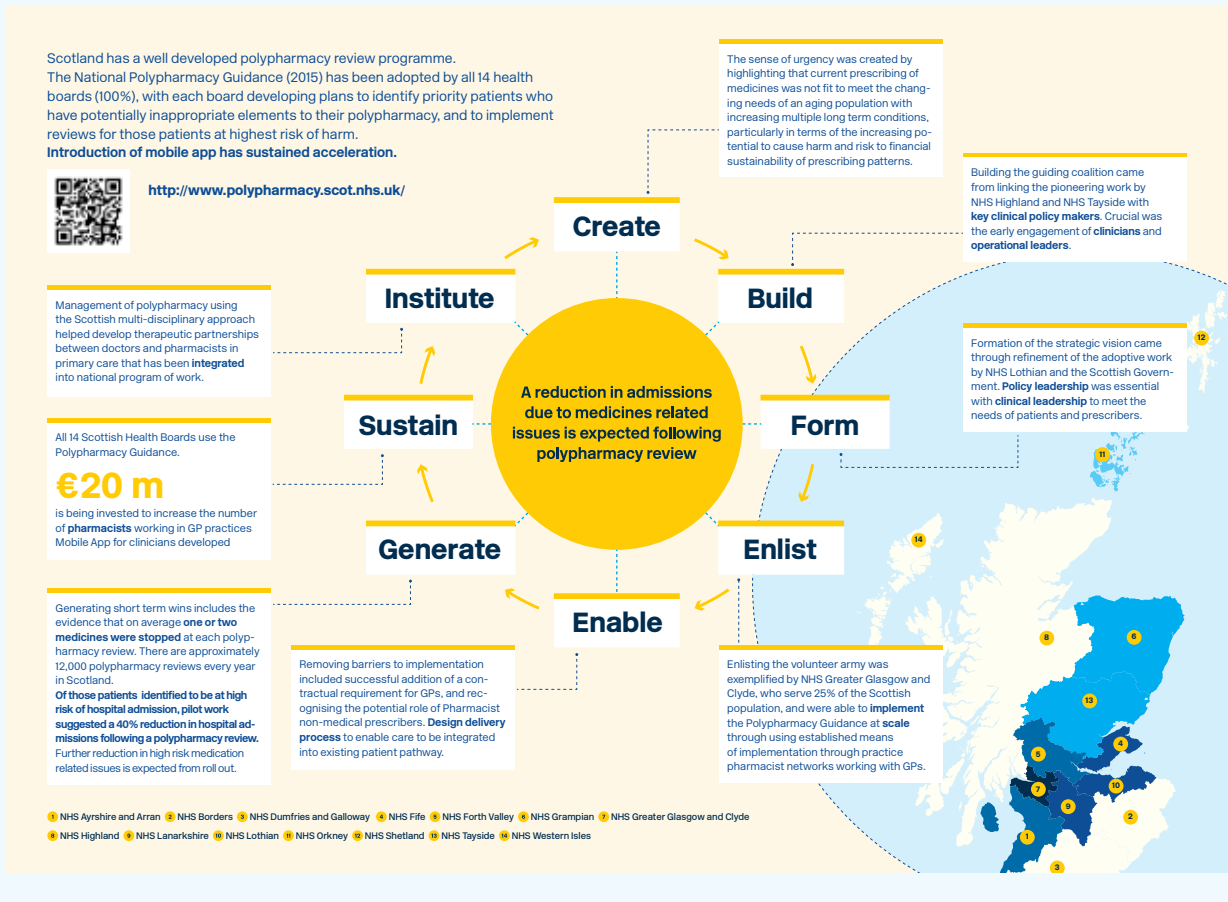 Scotland has a well developed polypharmacy review programme.
The National Polypharmacy Guidance (2015) has been adopted by all 14 health
boards (100%), with each board developing plans to identify priority patients who
have potentially inappropriate elements to their polypharmacy, and to implement
reviews for those patients at highest risk of harm.
Introduction of mobile app has sustained acceleration.
http://www.polypharmacy.scot.nhs.uk/
The sense of urgency was created by
highlighting that current prescribing of
medicines was not fit to meet the chang-
ing needs of an aging population with
increasing multiple long term conditions,
particularly in terms of the increasing po-
tential to cause harm and risk to financial
sustainability of prescribing patterns.
Building the guiding coalition came
from linking the pioneering work by
NHS Highland and NHS Tayside with
key clinical policy makers. Crucial was
the early engagement of clinicians and
operational leaders.
Formation of the strategic vision came
through refinement of the adoptive work
by NHS Lothian and the Scottish Govern-
ment. Policy leadership was essential
with clinical leadership to meet the
needs of patients and prescribers.
Create
Build
Form
Enlist
Enable
Generate
Sustain
Institute
A reduction in admissions
due to medicines related
issues is expected following
polypharmacy review
Management of polypharmacy using
the Scottish multi-disciplinary approach
helped develop therapeutic partnerships
between doctors and pharmacists in
primary care that has been integrated
into national program of work.
All 14 Scottish Health Boards use the
Polypharmacy Guidance.
€20 m
is being invested to increase the number
of pharmacists working in GP practices
Mobile App for clinicians developed
Generating short term wins includes the
evidence that on average one or two
medicines were stopped at each polyp-
harmacy review. There are approximately
12,000 polypharmacy reviews every year
in Scotland.
Of those patients identified to be at high
risk of hospital admission, pilot work
suggested a 40% reduction in hospital ad-
missions following a polypharmacy review.
Further reduction in high risk medication
related issues is expected from roll out.
Removing barriers to implementation
included successful addition of a con-
tractual requirement for GPs, and rec-
ognising the potential role of Pharmacist
non-medical prescribers. Design delivery
process to enable care to be integrated
into existing patient pathway.
Enlisting the volunteer army was
exemplified by NHS Greater Glasgow and
Clyde, who serve 25% of the Scottish
population, and were able to implement
the Polypharmacy Guidance at scale
through using established means
of implementation through practice
pharmacist networks working with GPs.
12
11
14
8
6
13
5
4
7
10
9
2
1
3
1 NHS Ayrshire and Arran 2 NHS Borders 3 NHS Dumfries and Galloway 4 NHS Fife 5 NHS Forth Valley 6 NHS Grampian 7 NHS Greater Glasgow and Clyde
8 NHS Highland 9 NHS Lanarkshire 10 NHS Lothian 11 NHS Orkney 12 NHS Shetland 13 NHS Tayside 14 NHS Western Isles